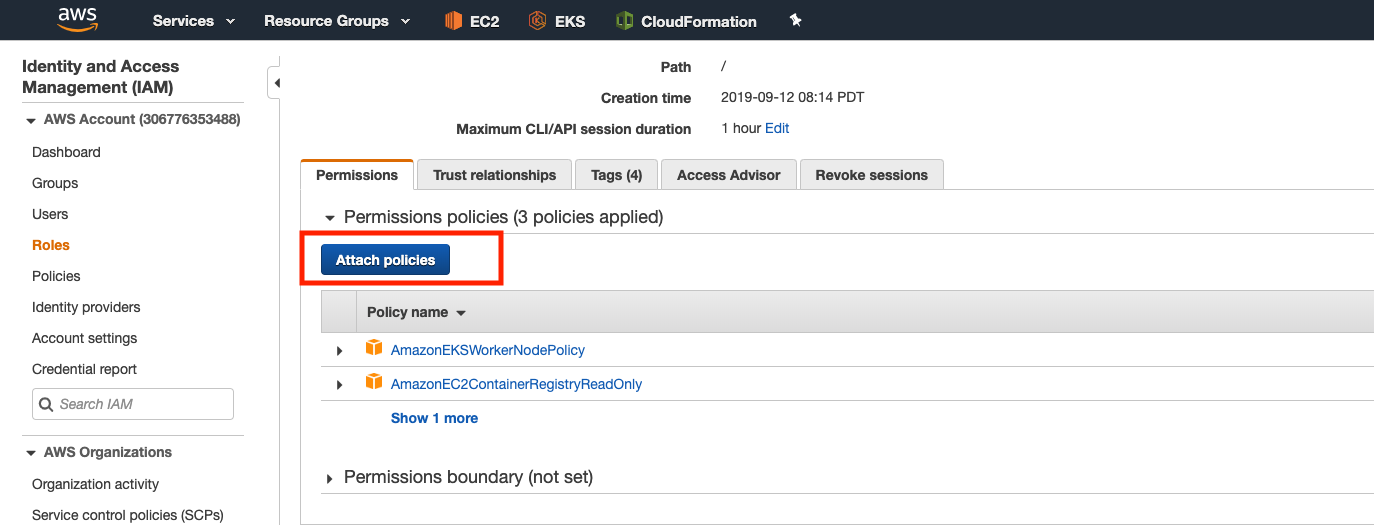 aws Services Resource Groups EC2 EKS CloudFormation
Identity and Access
Management (IAM)
AWS Account (306776353488)
Dashboard
Groups
Users
Roles
Policies
Identity providers
Account settings
Credential report
Search IAM
AWS Organizations
Organization activity
Service control policies (SCPs)
Path /
Creation time 2019-09-12 08:14 PDT
Maximum CLI/API session duration 1 hour Edit
Permissions Trust relationships Tags (4) Access Advisor Revoke sessions
Permissions policies (3 policies applied)
Attach policies
Policy name
AmazonEKSWorkerNodePolicy
AmazonEC2ContainerRegistryReadOnly
Show 1 more
Permissions boundary (not set)